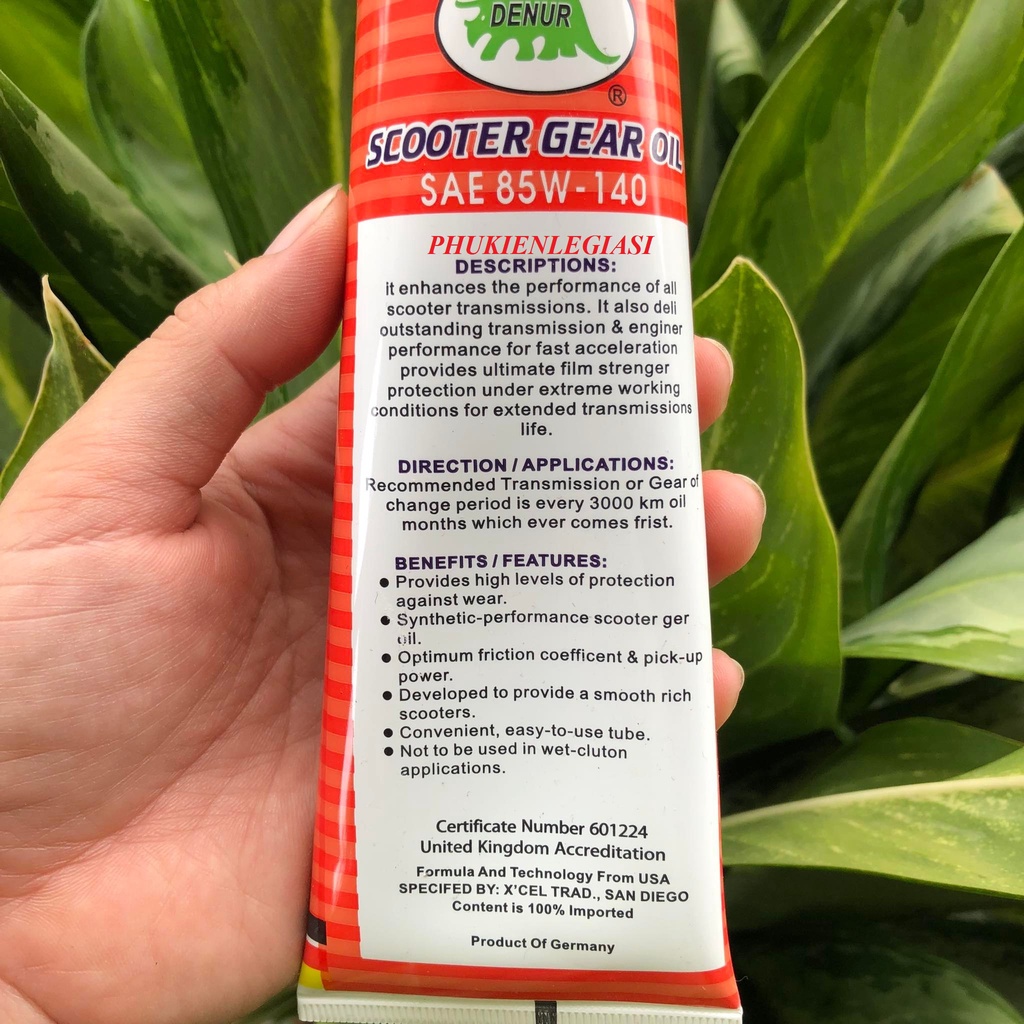 DENUR
®
SCOOTER GEAR OIL
SAE 85W-140
PHUKIENLEGIASI
DESCRIPTIONS:
it enhances the performance of all
scooter transmissions. It also deli
outstanding transmission & enginer
performance for fast acceleration
provides ultimate film strenger
protection under extreme working
conditions for extended transmissions
life.
DIRECTION / APPLICATIONS:
Recommended Transmission or Gear of
change period is every 3000 km oil
months which ever comes frist.
BENEFITS / FEATURES:
● Provides high levels of protection
against wear.
● Synthetic-performance scooter ger
oil.
● Optimum friction coefficent & pick-up
power.
● Developed to provide a smooth rich
scooters.
● Convenient, easy-to-use tube.
● Not to be used in wet-cluton
applications.
Certificate Number 601224
United Kingdom Accreditation
Formula And Technology From USA
SPECIFED BY: X'CEL TRAD., SAN DIEGO
Content is 100% Imported
Product Of Germany